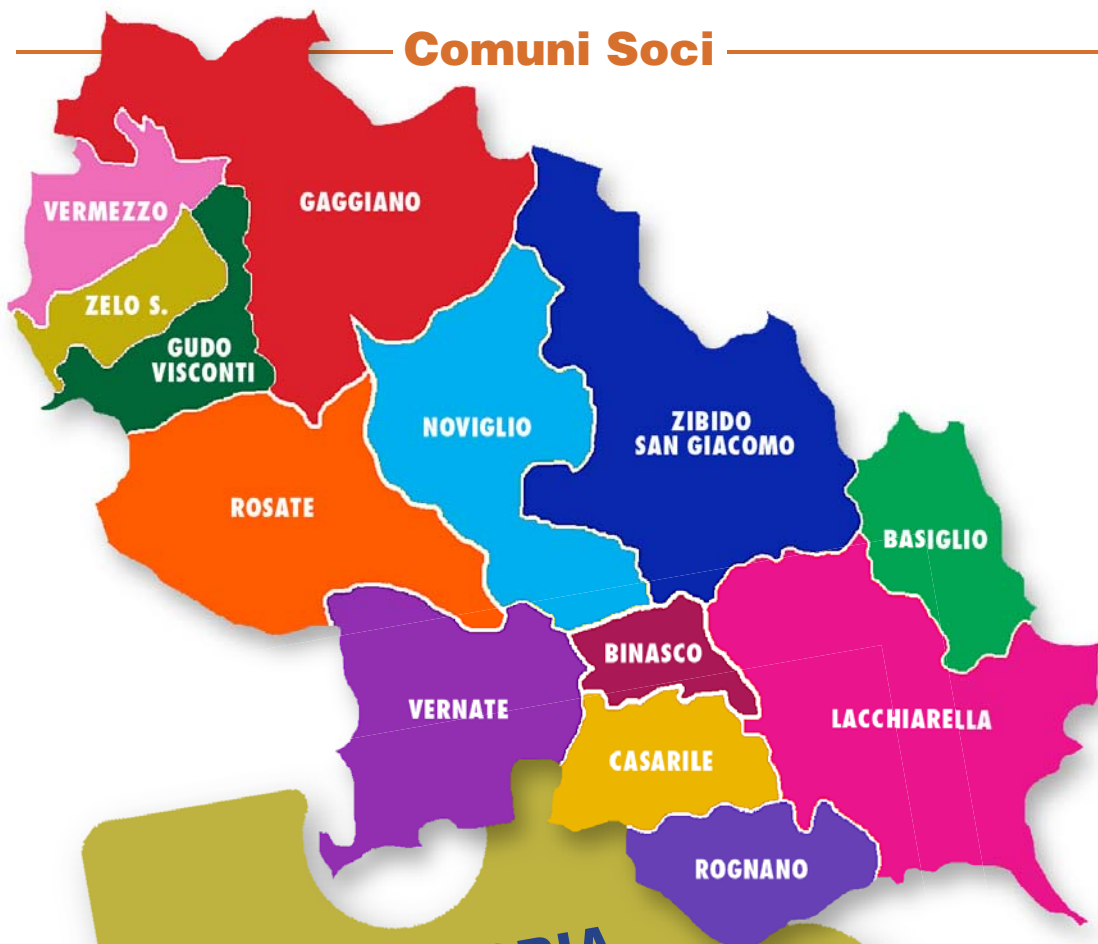 Comuni Soci
GAGGIANO
VERMEZZO
ZELO S.
GUDO
VISCONTI
NOVIGLIO
ZIBIDO
SAN GIACOMO
ROSATE
BASIGLIO
BINASCO
VERNATE
LACCHIARELLA
CASARILE
ROGNANO